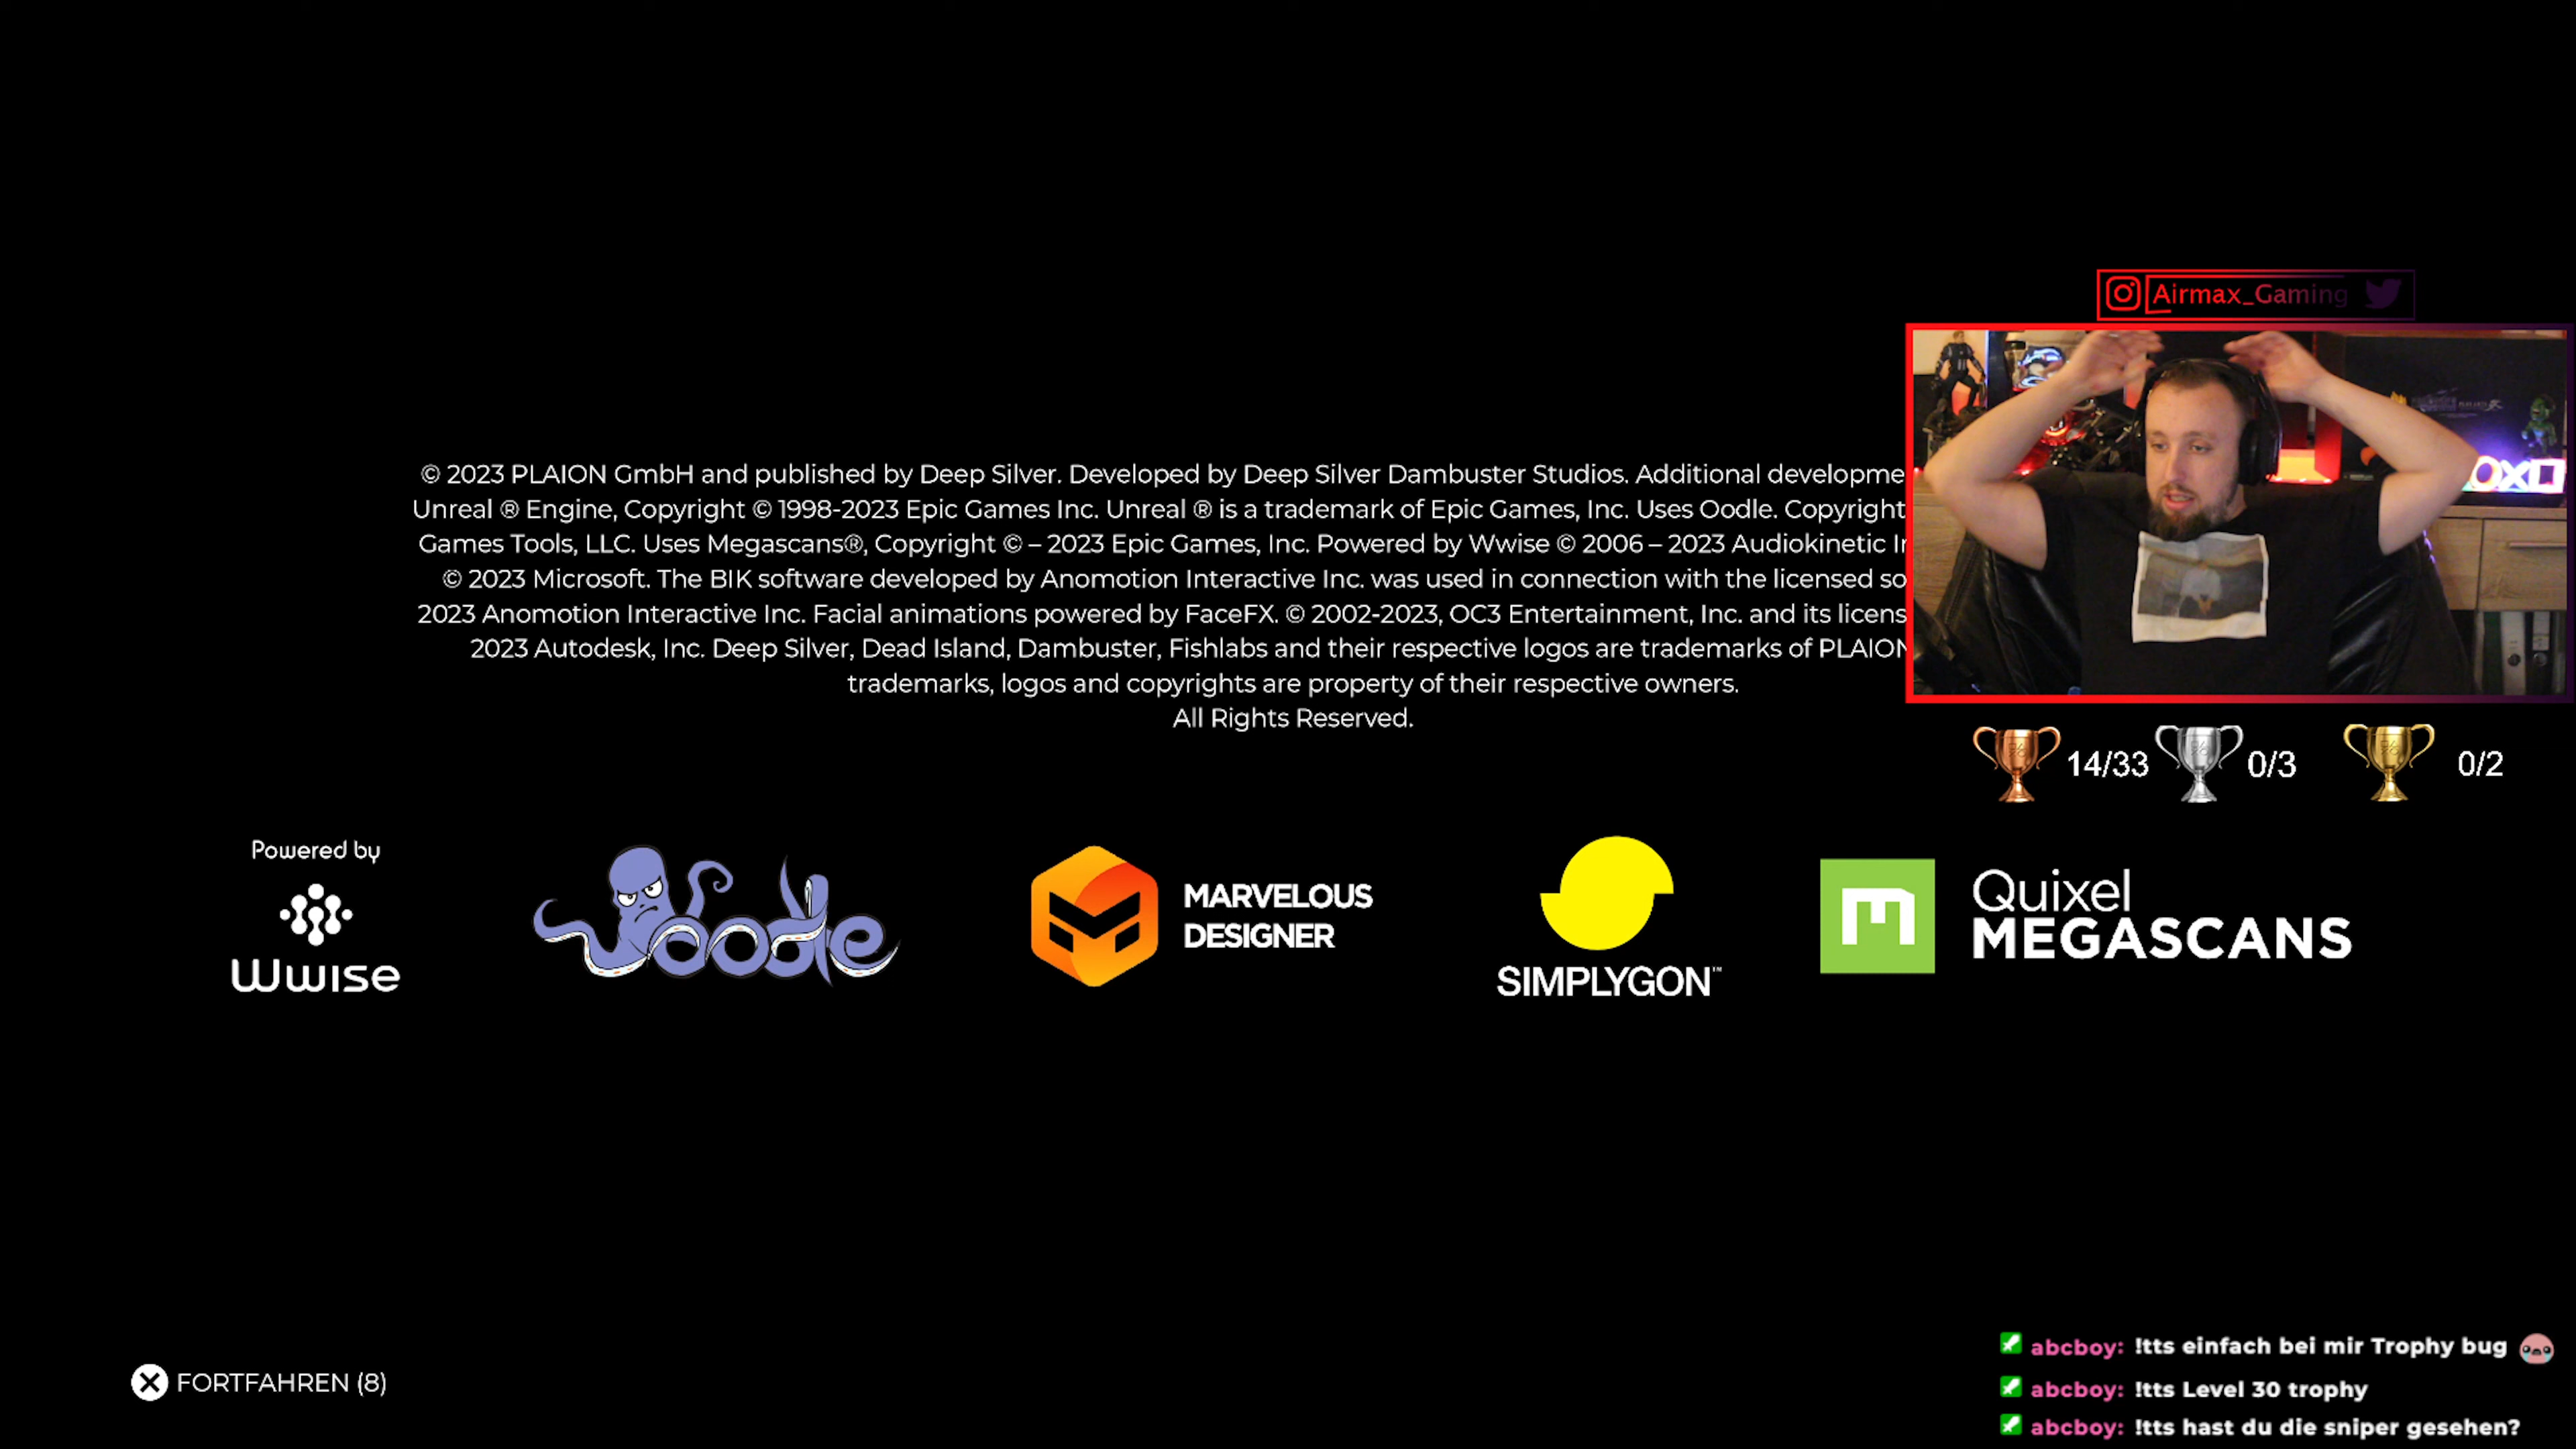 Airmax_Gaming
© 2023 PLAION GmbH and published by Deep Silver. Developed by Deep Silver Dambuster Studios. Additional developme
Unreal ® Engine, Copyright © 1998-2023 Epic Games Inc. Unreal ® is a trademark of Epic Games, Inc. Uses Oodle. Copyright
Games Tools, LLC. Uses Megascans®, Copyright © – 2023 Epic Games, Inc. Powered by Wwise © 2006 – 2023 Audiokinetic
© 2023 Microsoft. The BIK software developed by Anomotion Interactive Inc. was used in connection with the licensed so
2023 Anomotion Interactive Inc. Facial animations powered by FaceFX. © 2002-2023, OC3 Entertainment, Inc. and its licens
2023 Autodesk, Inc. Deep Silver, Dead Island, Dambuster, Fishlabs and their respective logos are trademarks of PLAION
trademarks, logos and copyrights are property of their respective owners.
All Rights Reserved.
14/33 0/3 0/2
Powered by
Wwise
oodle
MARVELOUS
DESIGNER
SIMPLYGON™
Quixel
MEGASCANS
FORTFAHREN (8)
abcboy: !tts einfach bei mir Trophy bug
abcboy: !tts Level 30 trophy
abcboy: !tts hast du die sniper gesehen?